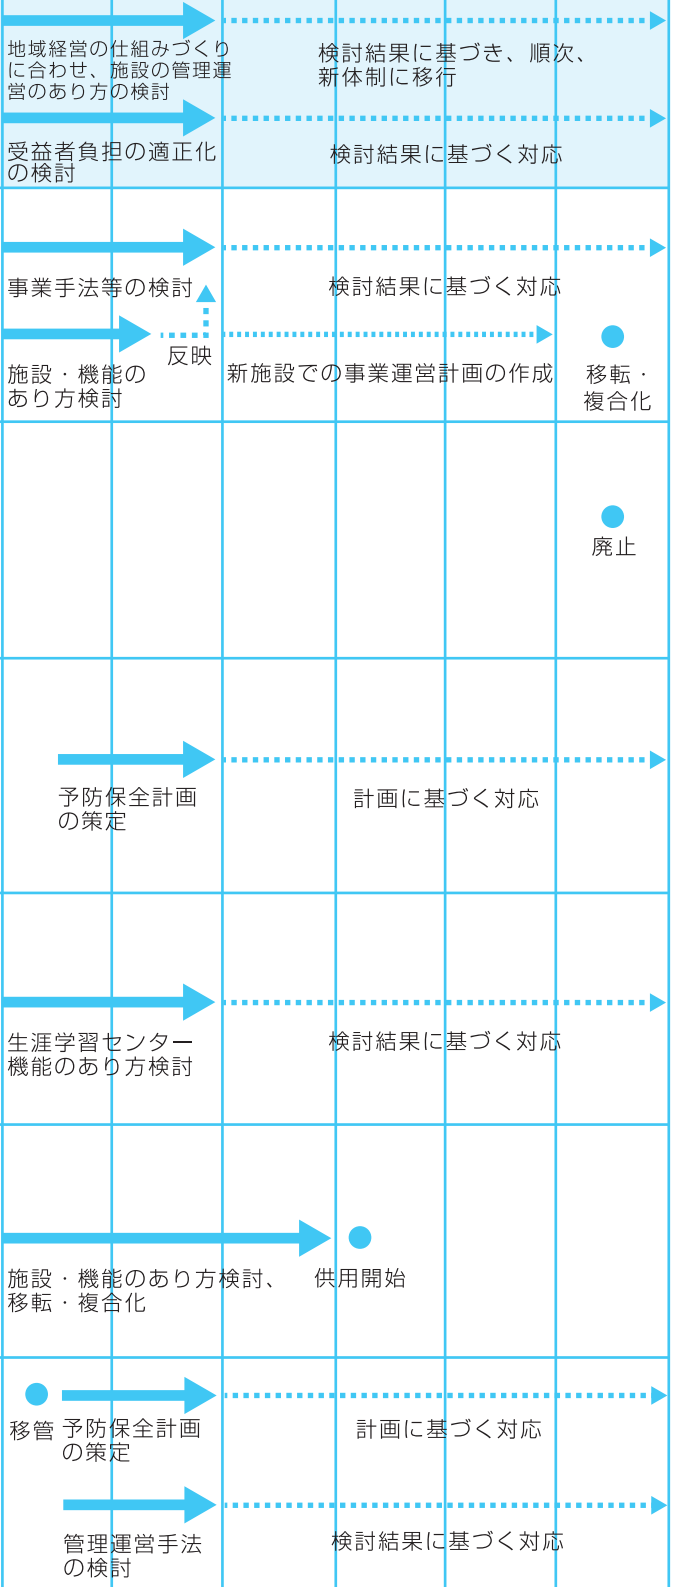 地域経営の仕組みづくり
に合わせ、施設の管理運
営のあり方の検討
検討結果に基づき、順次、
新体制に移行
受益者負担の適正化
の検討
検討結果に基づく対応
事業手法等の検討
検討結果に基づく対応
施設・機能の
あり方検討
反映
新施設での事業運営計画の作成
移転・
複合化
廃止
予防保全計画
の策定
計画に基づく対応
生涯学習センター
機能のあり方検討
検討結果に基づく対応
施設・機能のあり方検討、
移転・複合化
供用開始
移管
予防保全計画
の策定
計画に基づく対応
管理運営手法
の検討
検討結果に基づく対応